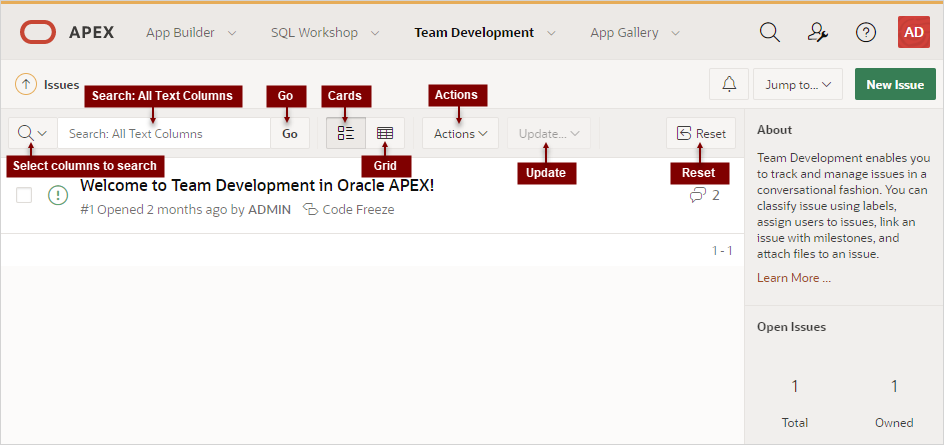 APEX App Builder SQL Workshop Team Development App Gallery AD
Issues Jump to... New Issue
Search: All Text Columns Go Cards Actions
Search: All Text Columns Go Actions Update... Reset
Select columns to search Grid Update Reset
Welcome to Team Development in Oracle APEX!
#1 Opened 2 months ago by ADMIN Code Freeze 2
1 - 1
About
Team Development enables you
to track and manage issues in a
conversational fashion. You can
classify issue using labels,
assign users to issues, link an
issue with milestones, and
attach files to an issue.
Learn More ...
Open Issues
1 1
Total Owned